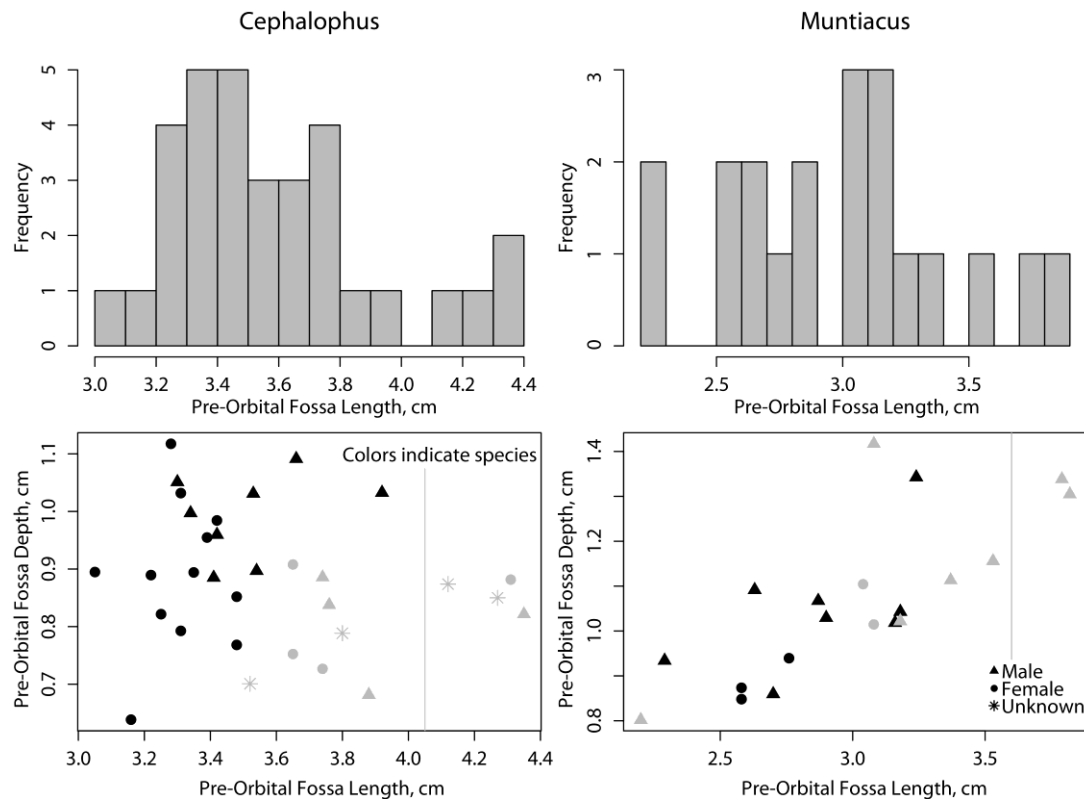 Cephalophus
Frequency
0
1
2
3
4
5
3.0 3.2 3.4 3.6 3.8 4.0 4.2 4.4
Pre-Orbital Fossa Length, cm
Muntiacus
Frequency
0
1
2
3
2.5 3.0 3.5
Pre-Orbital Fossa Length, cm
Colors indicate species
Pre-Orbital Fossa Depth, cm
0.7 0.8 0.9 1.0 1.1
3.0 3.2 3.4 3.6 3.8 4.0 4.2 4.4
Pre-Orbital Fossa Length, cm
Pre-Orbital Fossa Depth, cm
0.8 1.0 1.2 1.4
Male
Female
Unknown
2.5 3.0 3.5
Pre-Orbital Fossa Length, cm